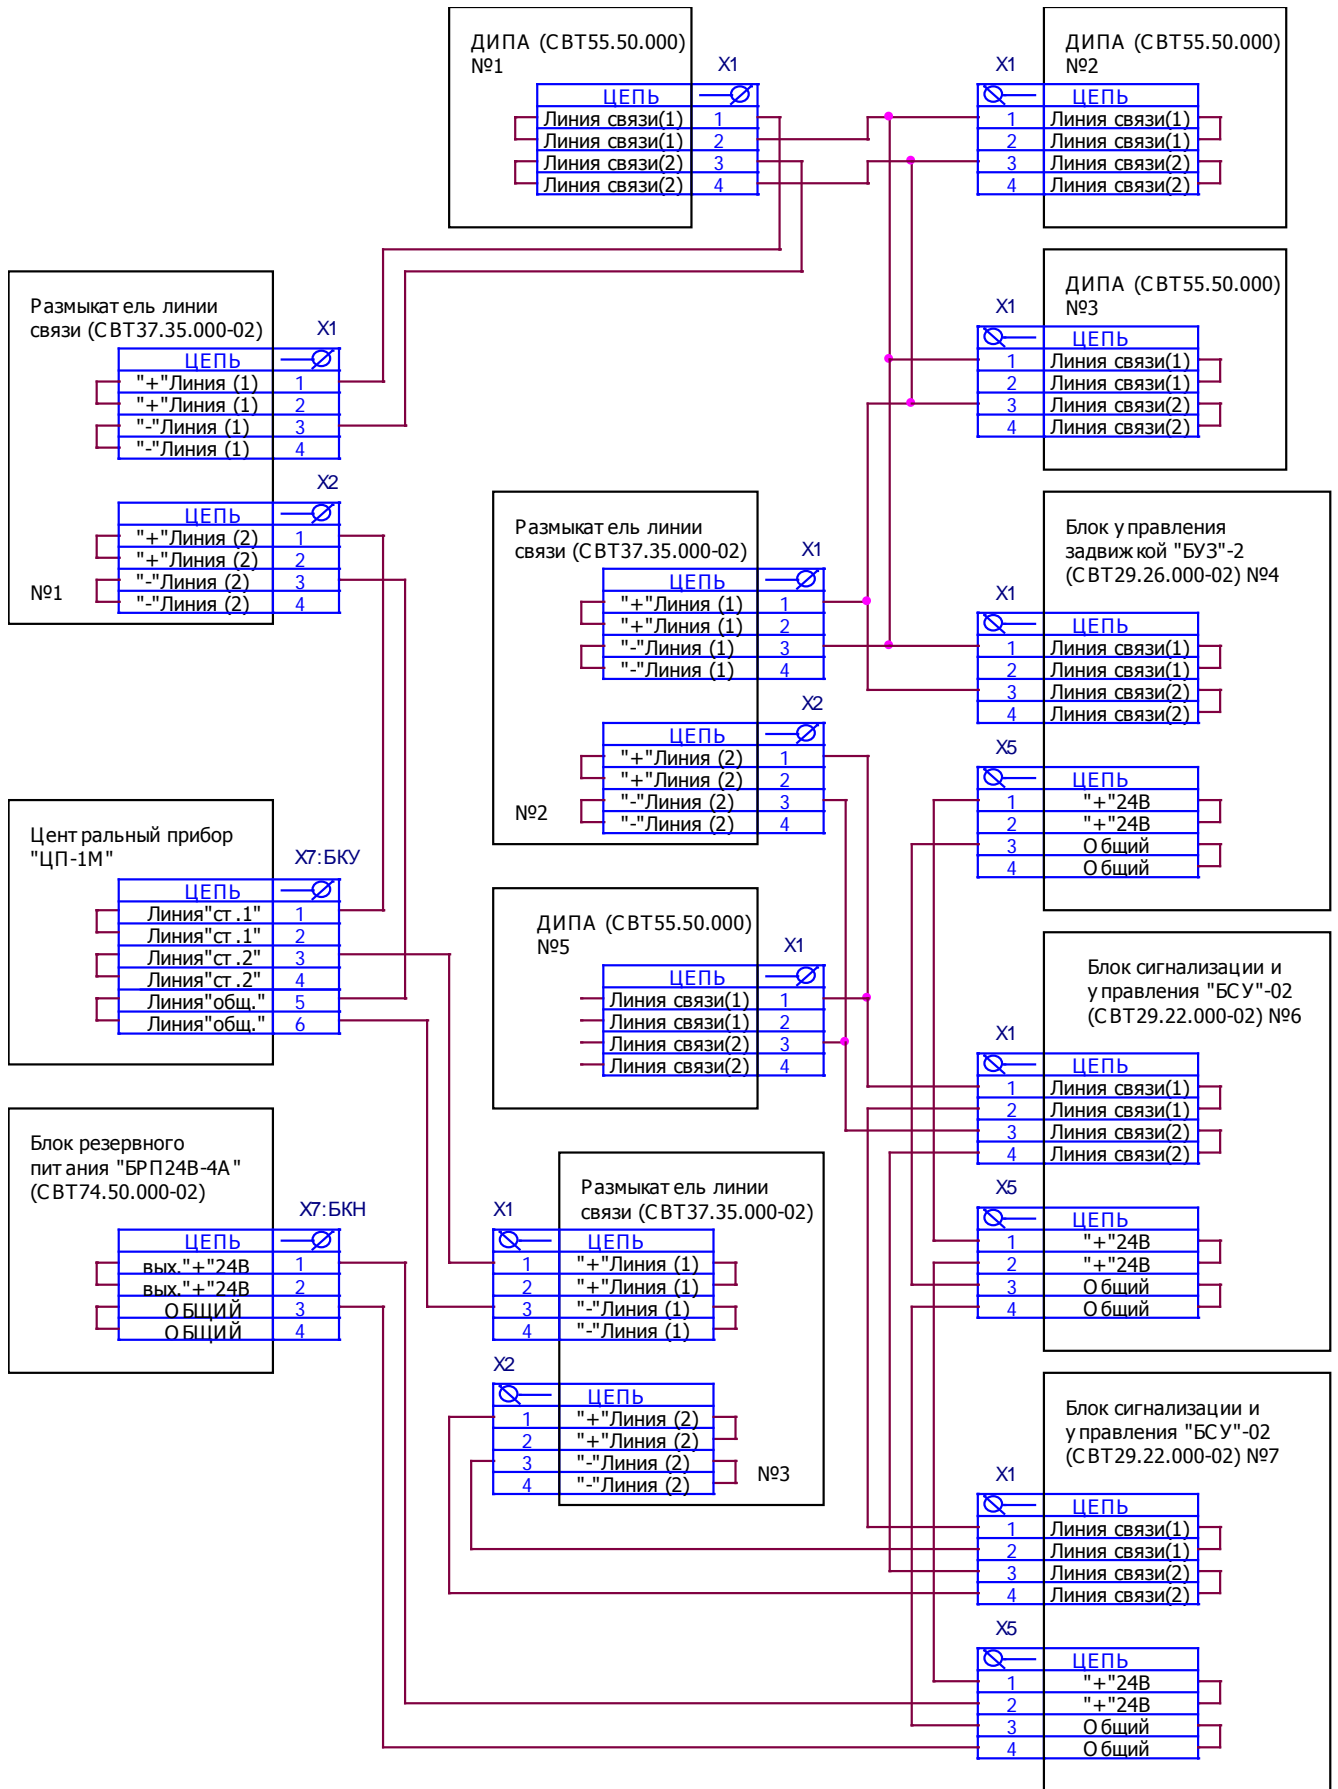 ДИПА (СВТ55.50.000)
№1
X1
ЦЕПЬ
Линия связи(1) 1
Линия связи(1) 2
Линия связи(2) 3
Линия связи(2) 4
ДИПА (СВТ55.50.000)
№2
X1
ЦЕПЬ
1 Линия связи(1)
2 Линия связи(1)
3 Линия связи(2)
4 Линия связи(2)
ДИПА (СВТ55.50.000)
№3
X1
ЦЕПЬ
1 Линия связи(1)
2 Линия связи(1)
3 Линия связи(2)
4 Линия связи(2)
Размыкатель линии
связи (СВТ37.35.000-02)
X1
ЦЕПЬ
"+"Линия (1) 1
"+"Линия (1) 2
"-"Линия (1) 3
"-"Линия (1) 4
X2
ЦЕПЬ
"+"Линия (2) 1
"+"Линия (2) 2
"-"Линия (2) 3
"-"Линия (2) 4
№1
Размыкатель линии
связи (СВТ37.35.000-02)
X1
ЦЕПЬ
"+"Линия (1) 1
"+"Линия (1) 2
"-"Линия (1) 3
"-"Линия (1) 4
X2
ЦЕПЬ
"+"Линия (2) 1
"+"Линия (2) 2
"-"Линия (2) 3
"-"Линия (2) 4
№2
Блок управления
задвижкой "БУЗ"-2
(СВТ29.26.000-02) №4
X1
ЦЕПЬ
1 Линия связи(1)
2 Линия связи(1)
3 Линия связи(2)
4 Линия связи(2)
X5
ЦЕПЬ
1 "+"24В
2 "+"24В
3 Общий
4 Общий
Центральный прибор
"ЦП-1М"
X7:БКУ
ЦЕПЬ
Линия"ст.1" 1
Линия"ст.1" 2
Линия"ст.2" 3
Линия"ст.2" 4
Линия"общ." 5
Линия"общ." 6
ДИПА (СВТ55.50.000)
№5
X1
ЦЕПЬ
Линия связи(1) 1
Линия связи(1) 2
Линия связи(2) 3
Линия связи(2) 4
Блок сигнализации и
управления "БСУ"-02
(СВТ29.22.000-02) №6
X1
ЦЕПЬ
1 Линия связи(1)
2 Линия связи(1)
3 Линия связи(2)
4 Линия связи(2)
X5
ЦЕПЬ
1 "+"24В
2 "+"24В
3 Общий
4 Общий
Блок резервного
питания "БРП24В-4А"
(СВТ74.50.000-02)
X7:БКН
ЦЕПЬ
вых."+"24В 1
вых."+"24В 2
ОБЩИЙ 3
ОБЩИЙ 4
Размыкатель линии
связи (СВТ37.35.000-02)
X1
ЦЕПЬ
1 "+"Линия (1)
2 "+"Линия (1)
3 "-"Линия (1)
4 "-"Линия (1)
X2
ЦЕПЬ
1 "+"Линия (2)
2 "+"Линия (2)
3 "-"Линия (2)
4 "-"Линия (2)
№3
Блок сигнализации и
управления "БСУ"-02
(СВТ29.22.000-02) №7
X1
ЦЕПЬ
1 Линия связи(1)
2 Линия связи(1)
3 Линия связи(2)
4 Линия связи(2)
X5
ЦЕПЬ
1 "+"24В
2 "+"24В
3 Общий
4 Общий